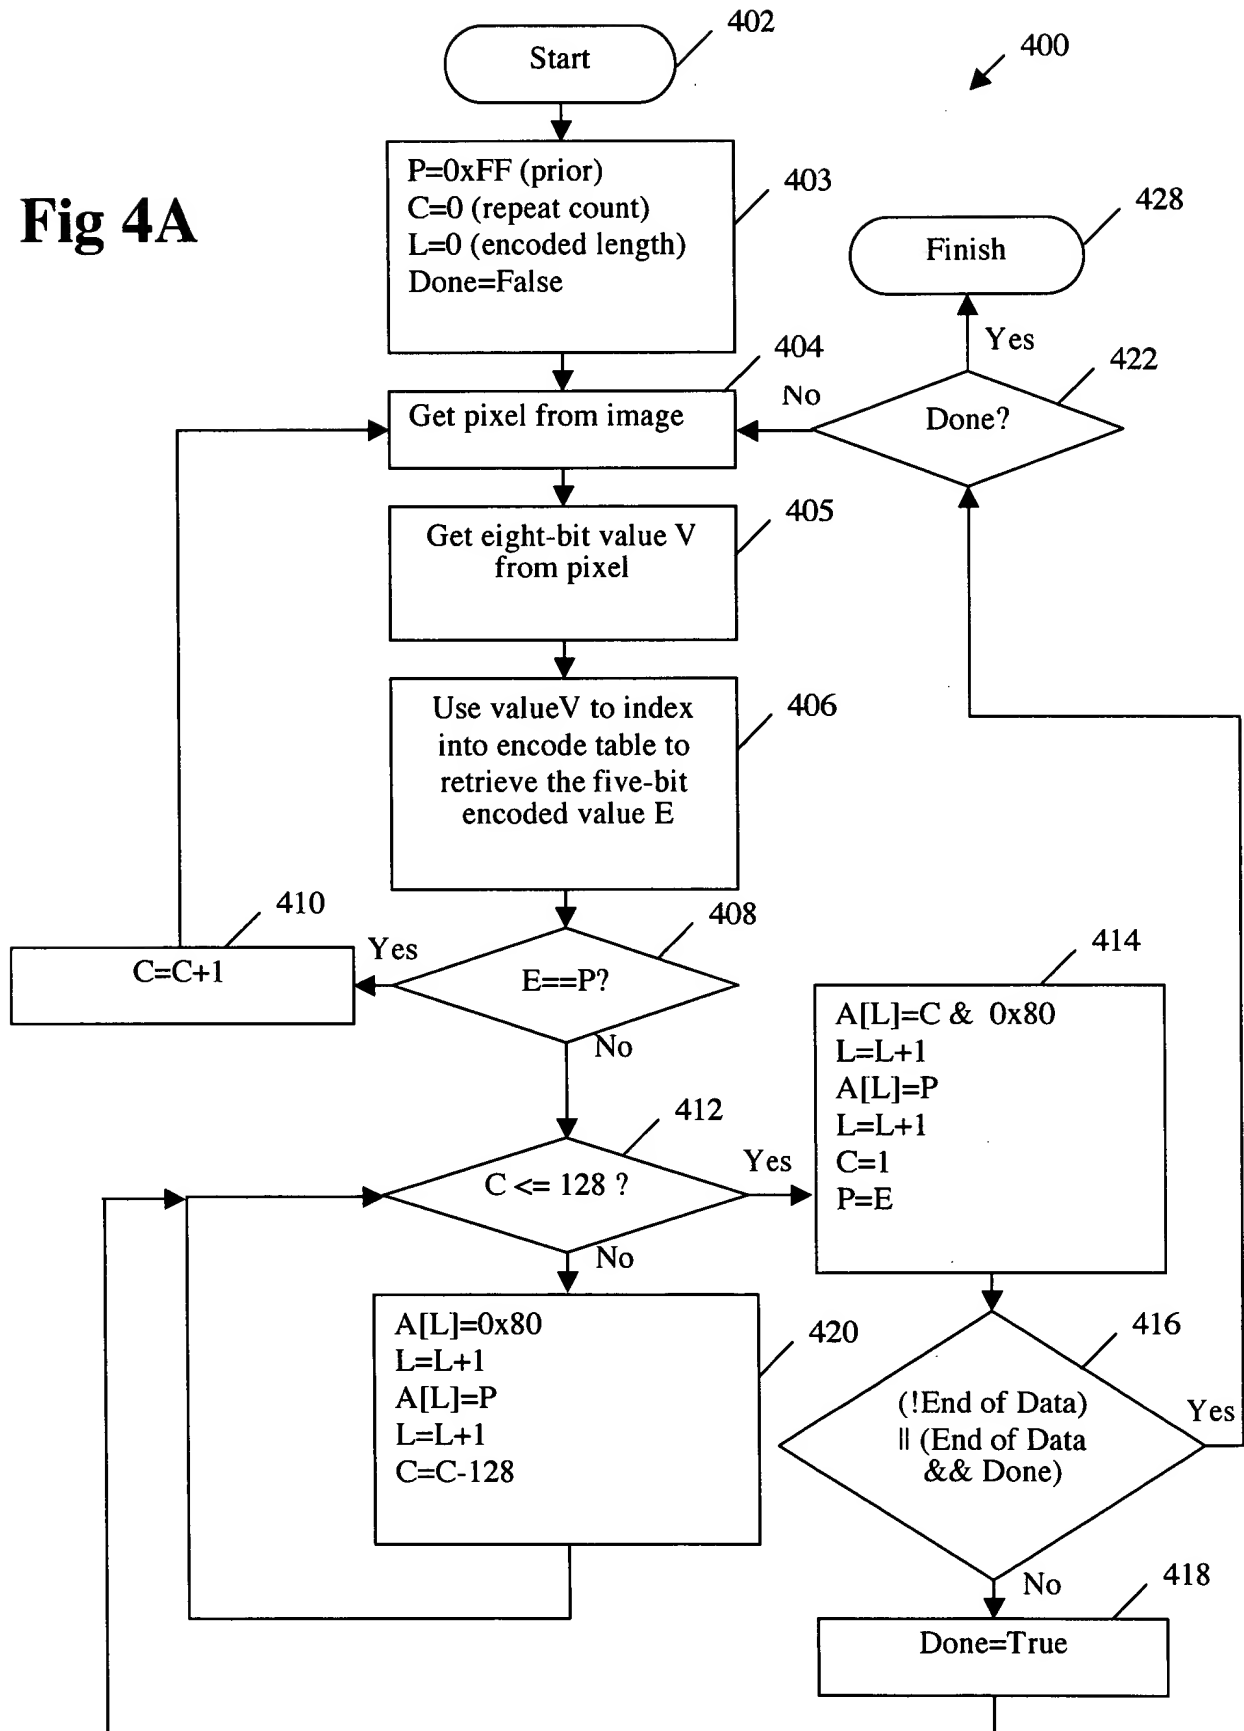 Fig 4A
400
Start
402
P=0xFF (prior)
C=0 (repeat count)
L=0 (encoded length)
Done=False
403
Finish
428
Yes
Get pixel from image
404
No
Done?
422
Get eight-bit value V
from pixel
405
Use valueV to index
into encode table to
retrieve the five-bit
encoded value E
406
E==P?
408
Yes
C=C+1
410
No
C <= 128 ?
412
Yes
A[L]=C & 0x80
L=L+1
A[L]=P
L=L+1
C=1
P=E
414
No
A[L]=0x80
L=L+1
A[L]=P
L=L+1
C=C-128
420
(!End of Data)
|| (End of Data
&& Done)
416
Yes
No
Done=True
418